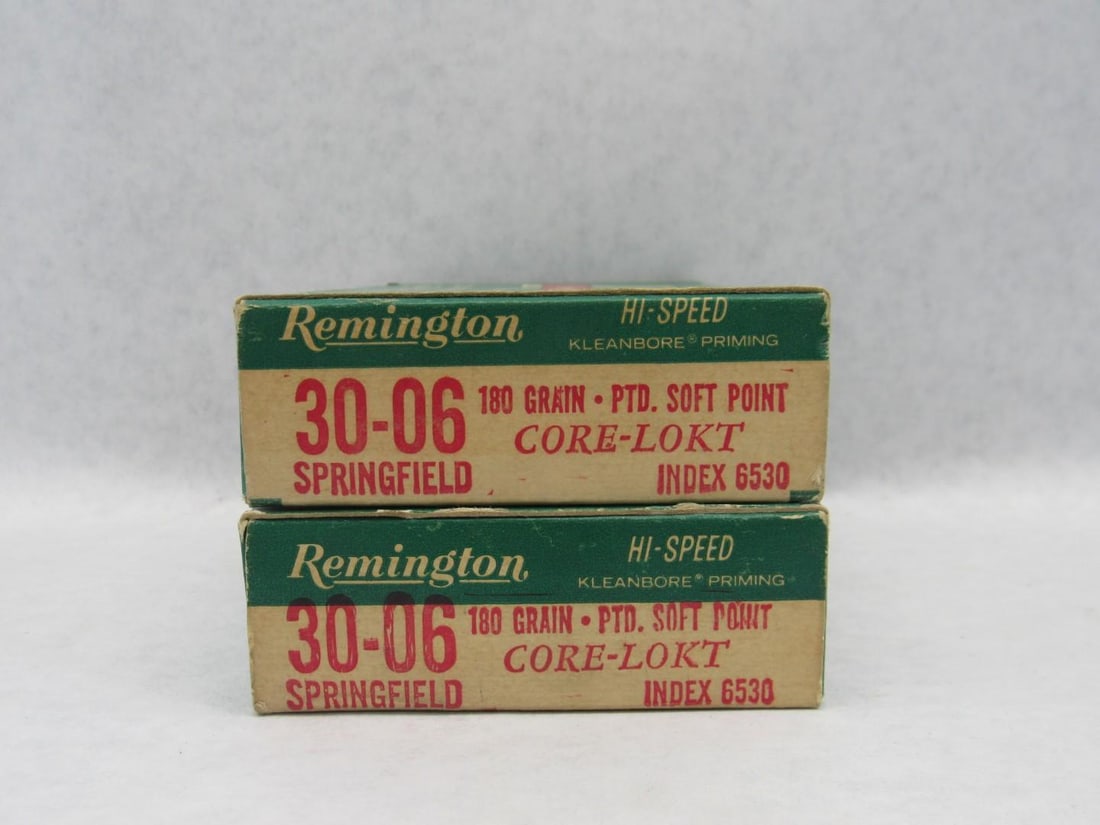 Remington HI-SPEED
KLEANBORE® PRIMING
30-06 180 GRAIN • PTD. SOFT POINT
CORE-LOKT
SPRINGFIELD INDEX 6530
Remington HI-SPEED
KLEANBORE® PRIMING
30-06 180 GRAIN • PTD. SOFT POINT
CORE-LOKT
SPRINGFIELD INDEX 6530